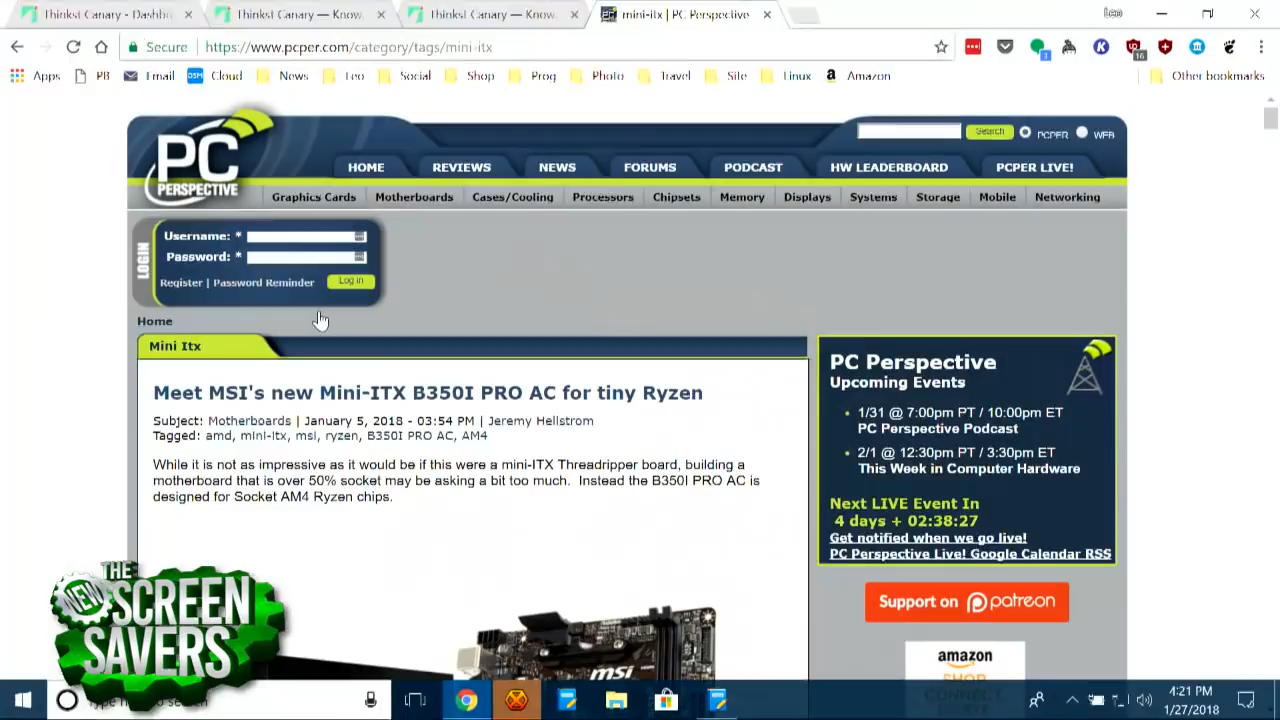 Thinkst Canary - Dashb
Thinkst Canary — Know.
Thinkst Canary — Know.
mini-itx | PC Perspective
Leo
Secure
https://www.pcper.com/category/tags/mini-itx
16
1
Apps
PB
Email
OSM
Cloud
News
Leo
Social
Shop
Prog
Photo
Travel
Site
Linux
Amazon
Other bookmarks
PC
PERSPECTIVE
Search
PCPER
WEB
HOME
REVIEWS
NEWS
FORUMS
PODCAST
HW LEADERBOARD
PCPER LIVE!
Graphics Cards
Motherboards
Cases/Cooling
Processors
Chipsets
Memory
Displays
Systems
Storage
Mobile
Networking
LOGIN
Username: *
Password: *
Register | Password Reminder
Log in
Home
Mini Itx
Meet MSI's new Mini-ITX B350I PRO AC for tiny Ryzen
Subject: Motherboards | January 5, 2018 - 03:54 PM | Jeremy Hellstrom
Tagged: amd, mini-itx, msi, ryzen, B350I PRO AC, AM4
While it is not as impressive as it would be if this were a mini-ITX Threadripper board, building a
motherboard that is over 50% socket may be asking a bit too much. Instead the B350I PRO AC is
designed for Socket AM4 Ryzen chips.
msi
PC Perspective
Upcoming Events
• 1/31 @ 7:00pm PT / 10:00pm ET
PC Perspective Podcast
• 2/1 @ 12:30pm PT / 3:30pm ET
This Week in Computer Hardware
Next LIVE Event In
4 days + 02:38:27
Get notified when we go live!
PC Perspective Live! Google Calendar RSS
Support on patreon
amazon
THE
NEW
SCREEN
SAVERS
4:21 PM
1/27/2018